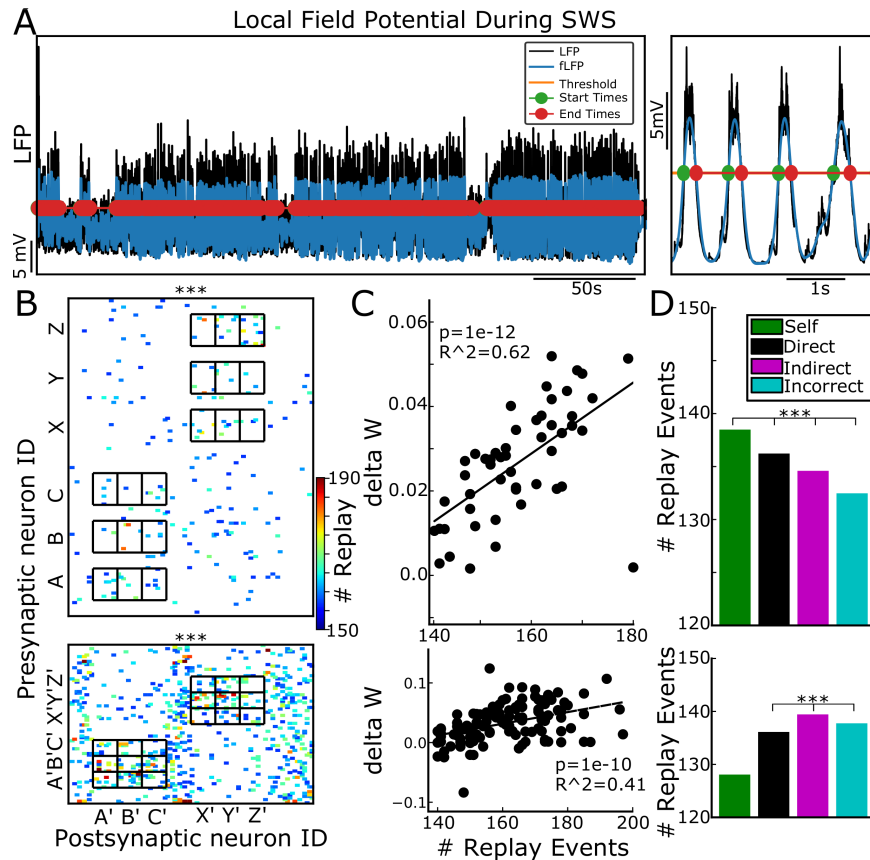 A
Local Field Potential During SWS
LFP
fLFP
Threshold
Start Times
End Times
LFP
5 mV
50s
5mV
1s
B
***
Z
Y
X
C
B
A
Presynaptic neuron ID
190
# Replay
150
***
A'B'C' X'Y'Z'
A' B' C' X' Y' Z'
Postsynaptic neuron ID
C
p=1e-12
R^2=0.62
delta W
0.06
0.04
0.02
0.0
140 160 180
delta W
0.1
0.0
−0.1
p=1e-10
R^2=0.41
140 160 180 200
# Replay Events
D
150
140
130
120
# Replay Events
Self
Direct
Indirect
Incorrect
***
150
140
130
120
# Replay Events
***